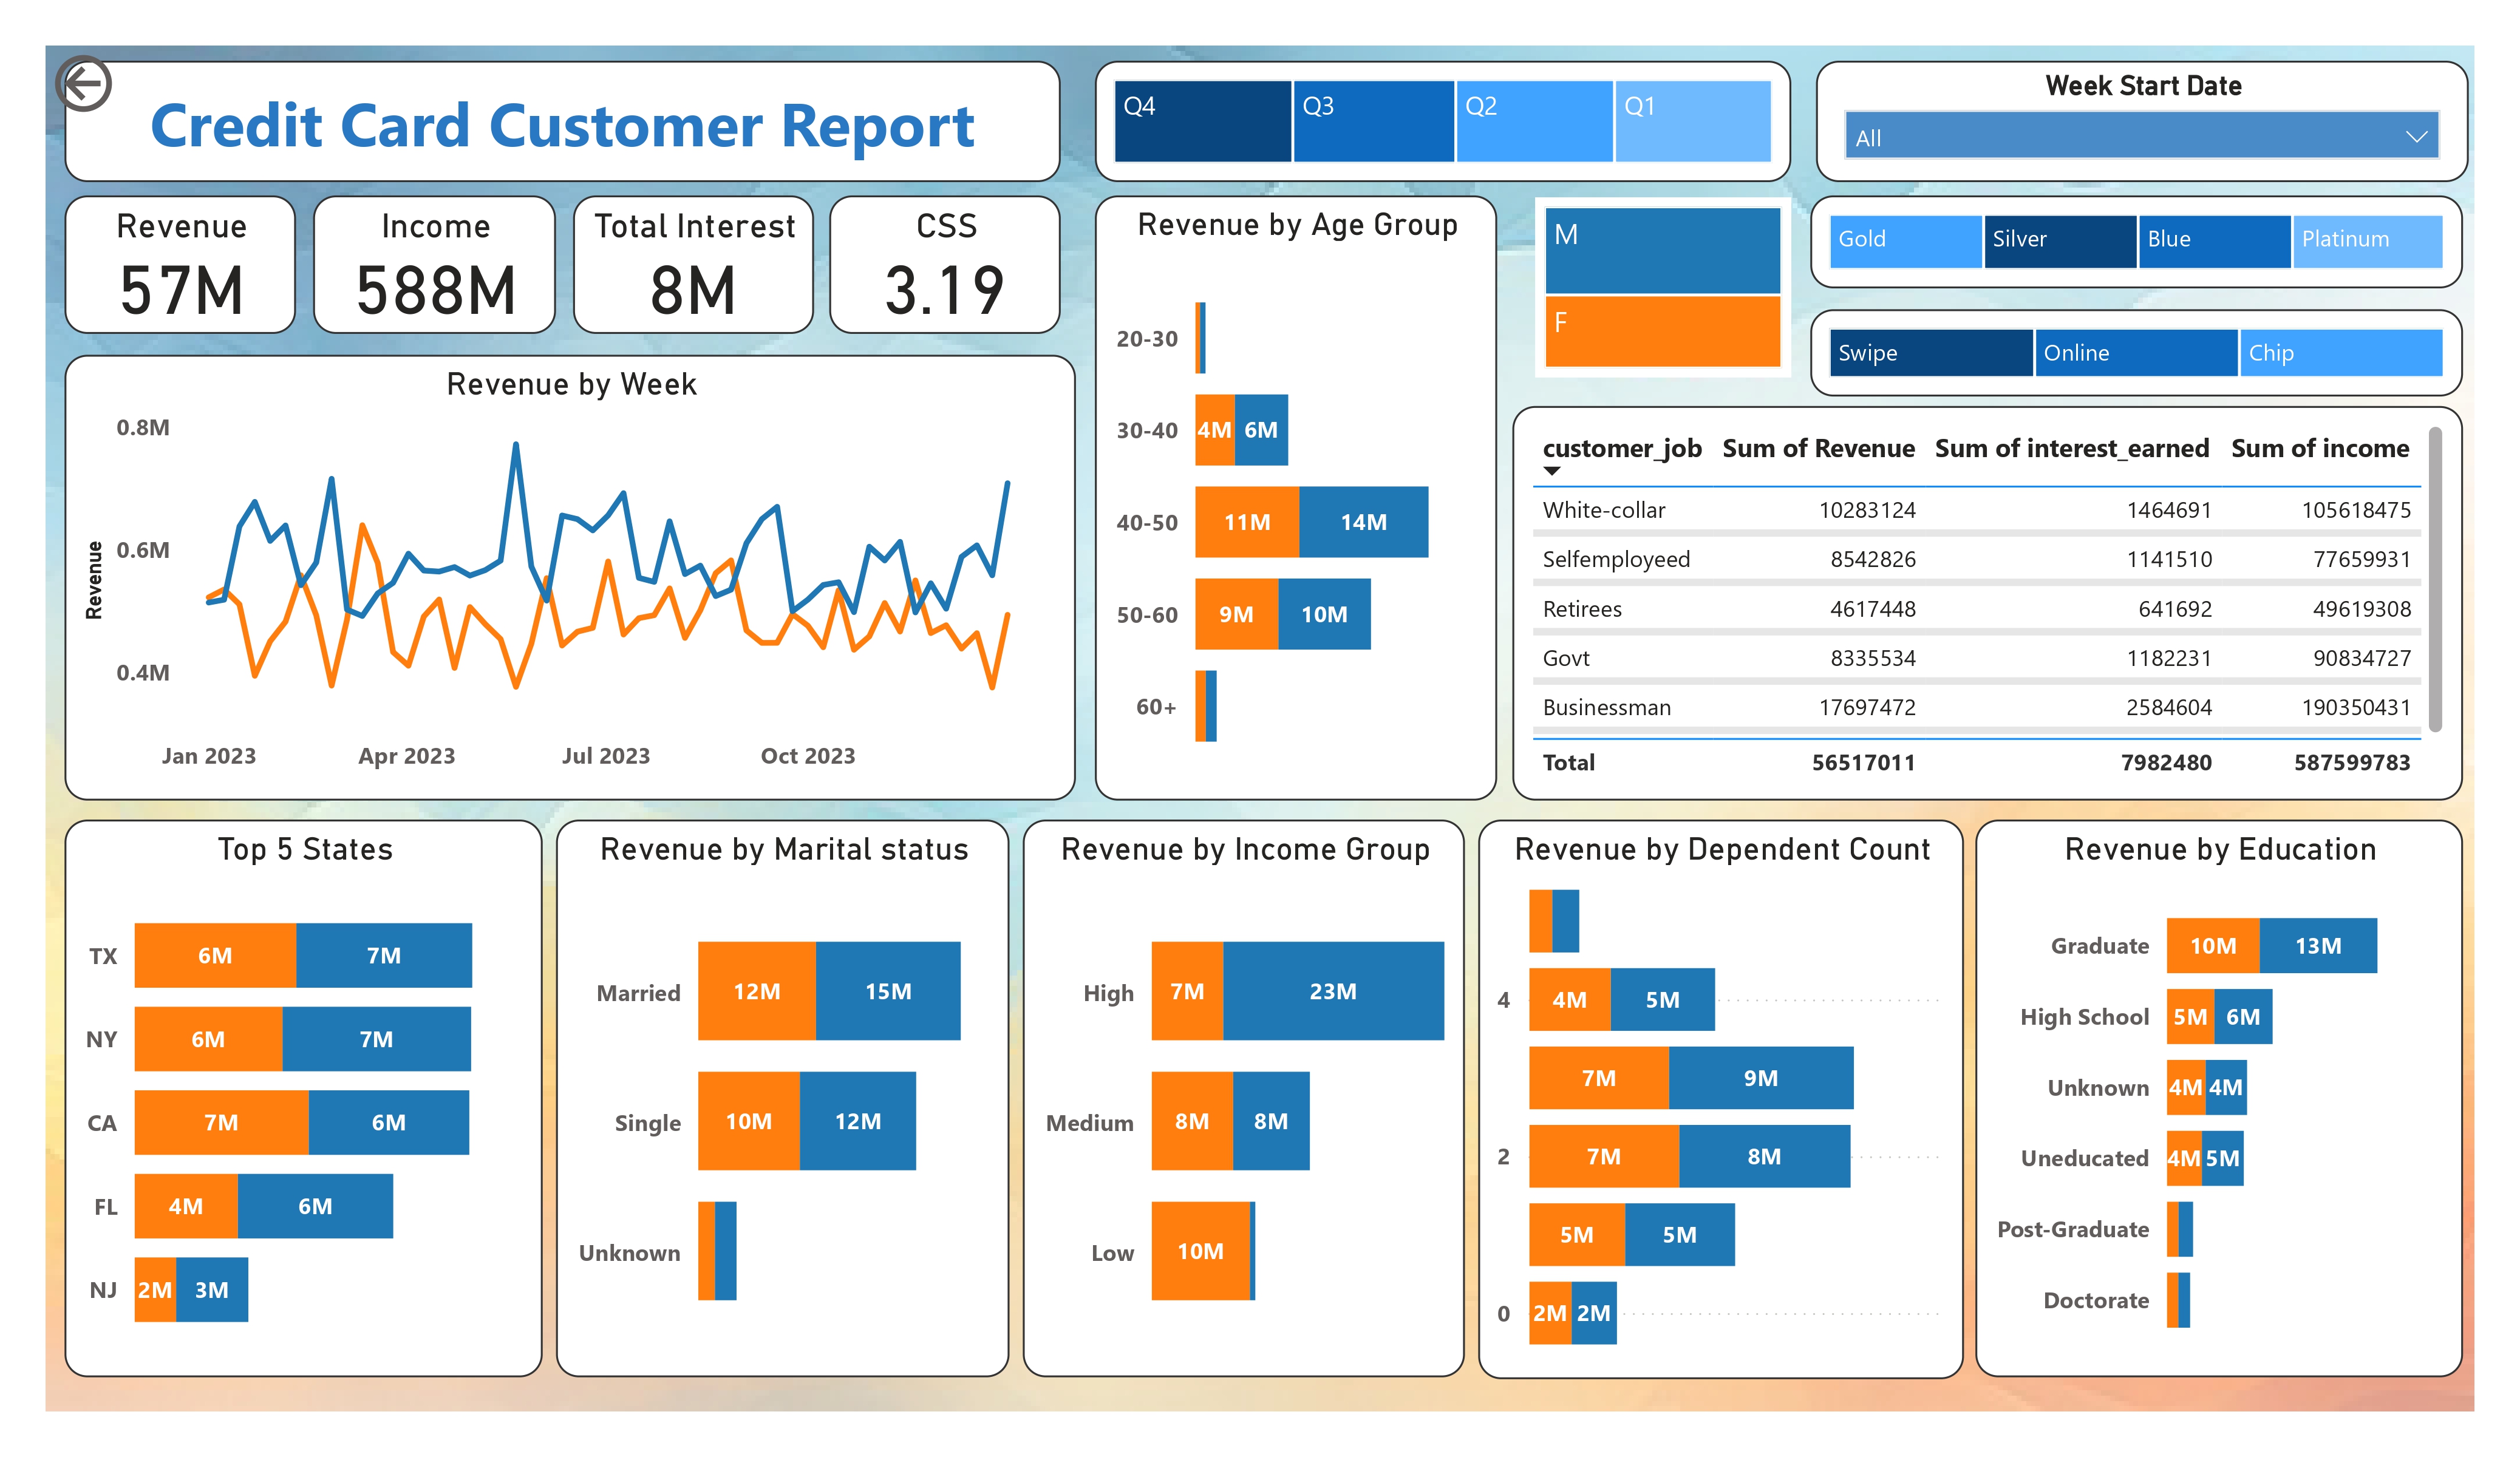 Credit Card Customer Report
Q4 Q3 Q2 Q1
Week Start Date
All
Revenue
57M
Income
588M
Total Interest
8M
CSS
3.19
Revenue by Age Group
20-30
30-40 4M 6M
40-50 11M 14M
50-60 9M 10M
60+
M
F
Gold Silver Blue Platinum
Swipe Online Chip
Revenue by Week
Revenue
0.8M
0.6M
0.4M
Jan 2023 Apr 2023 Jul 2023 Oct 2023
customer_job Sum of Revenue Sum of interest_earned Sum of income
White-collar 10283124 1464691 105618475
Selfemployeed 8542826 1141510 77659931
Retirees 4617448 641692 49619308
Govt 8335534 1182231 90834727
Businessman 17697472 2584604 190350431
Total 56517011 7982480 587599783
Top 5 States
TX 6M 7M
NY 6M 7M
CA 7M 6M
FL 4M 6M
NJ 2M 3M
Revenue by Marital status
Married 12M 15M
Single 10M 12M
Unknown
Revenue by Income Group
High 7M 23M
Medium 8M 8M
Low 10M
Revenue by Dependent Count
4 4M 5M
7M 9M
2 7M 8M
5M 5M
0 2M 2M
Revenue by Education
Graduate 10M 13M
High School 5M 6M
Unknown 4M 4M
Uneducated 4M 5M
Post-Graduate
Doctorate